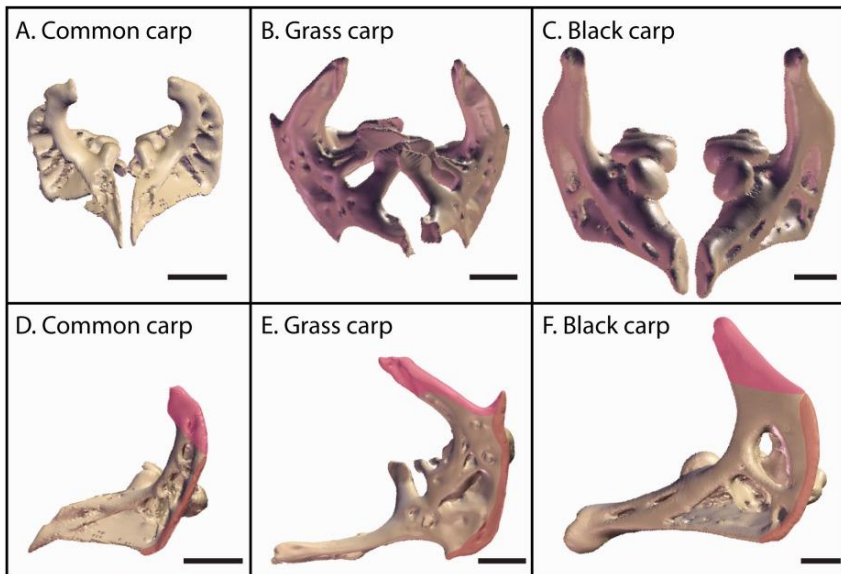 A. Common carp
B. Grass carp
C. Black carp
D. Common carp
E. Grass carp
F. Black carp